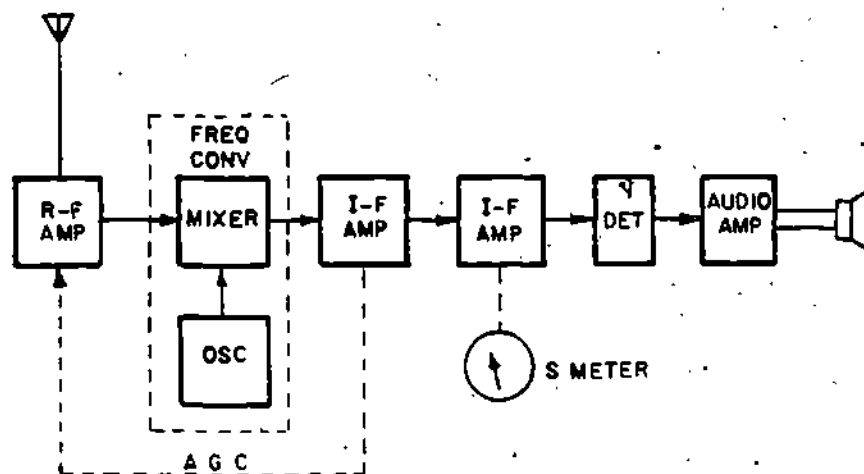 FREQ
CONV
R-F
AMP
MIXER
I-F
AMP
I-F
AMP
DET
AUDIO
AMP
OSC
S METER
A G C